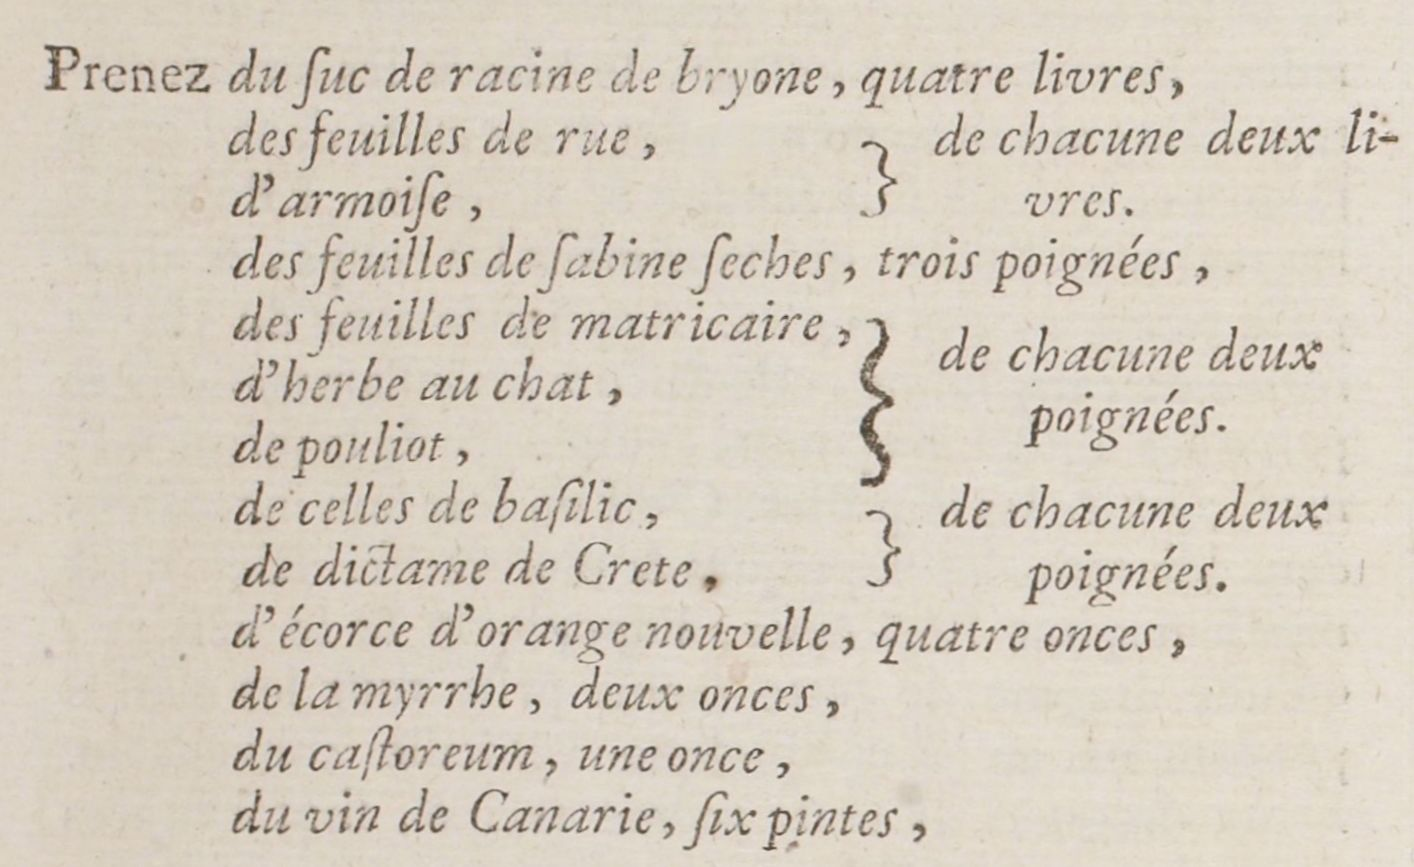 Prenez du ſuc de racine de bryone, quatre livres,
des feuilles de rue, } de chacune deux li-
d'armoiſe, vres.
des feuilles de ſabine ſeches, trois poignées,
des feuilles de matricaire,
} de chacune deux
d'herbe au chat,
poignées.
de pouliot,
de celles de baſilic, } de chacune deux
de dictame de Crete, poignées.
d'écorce d'orange nouvelle, quatre onces,
de la myrrhe, deux onces,
du caſtoreum, une once,
du vin de Canarie, ſix pintes,